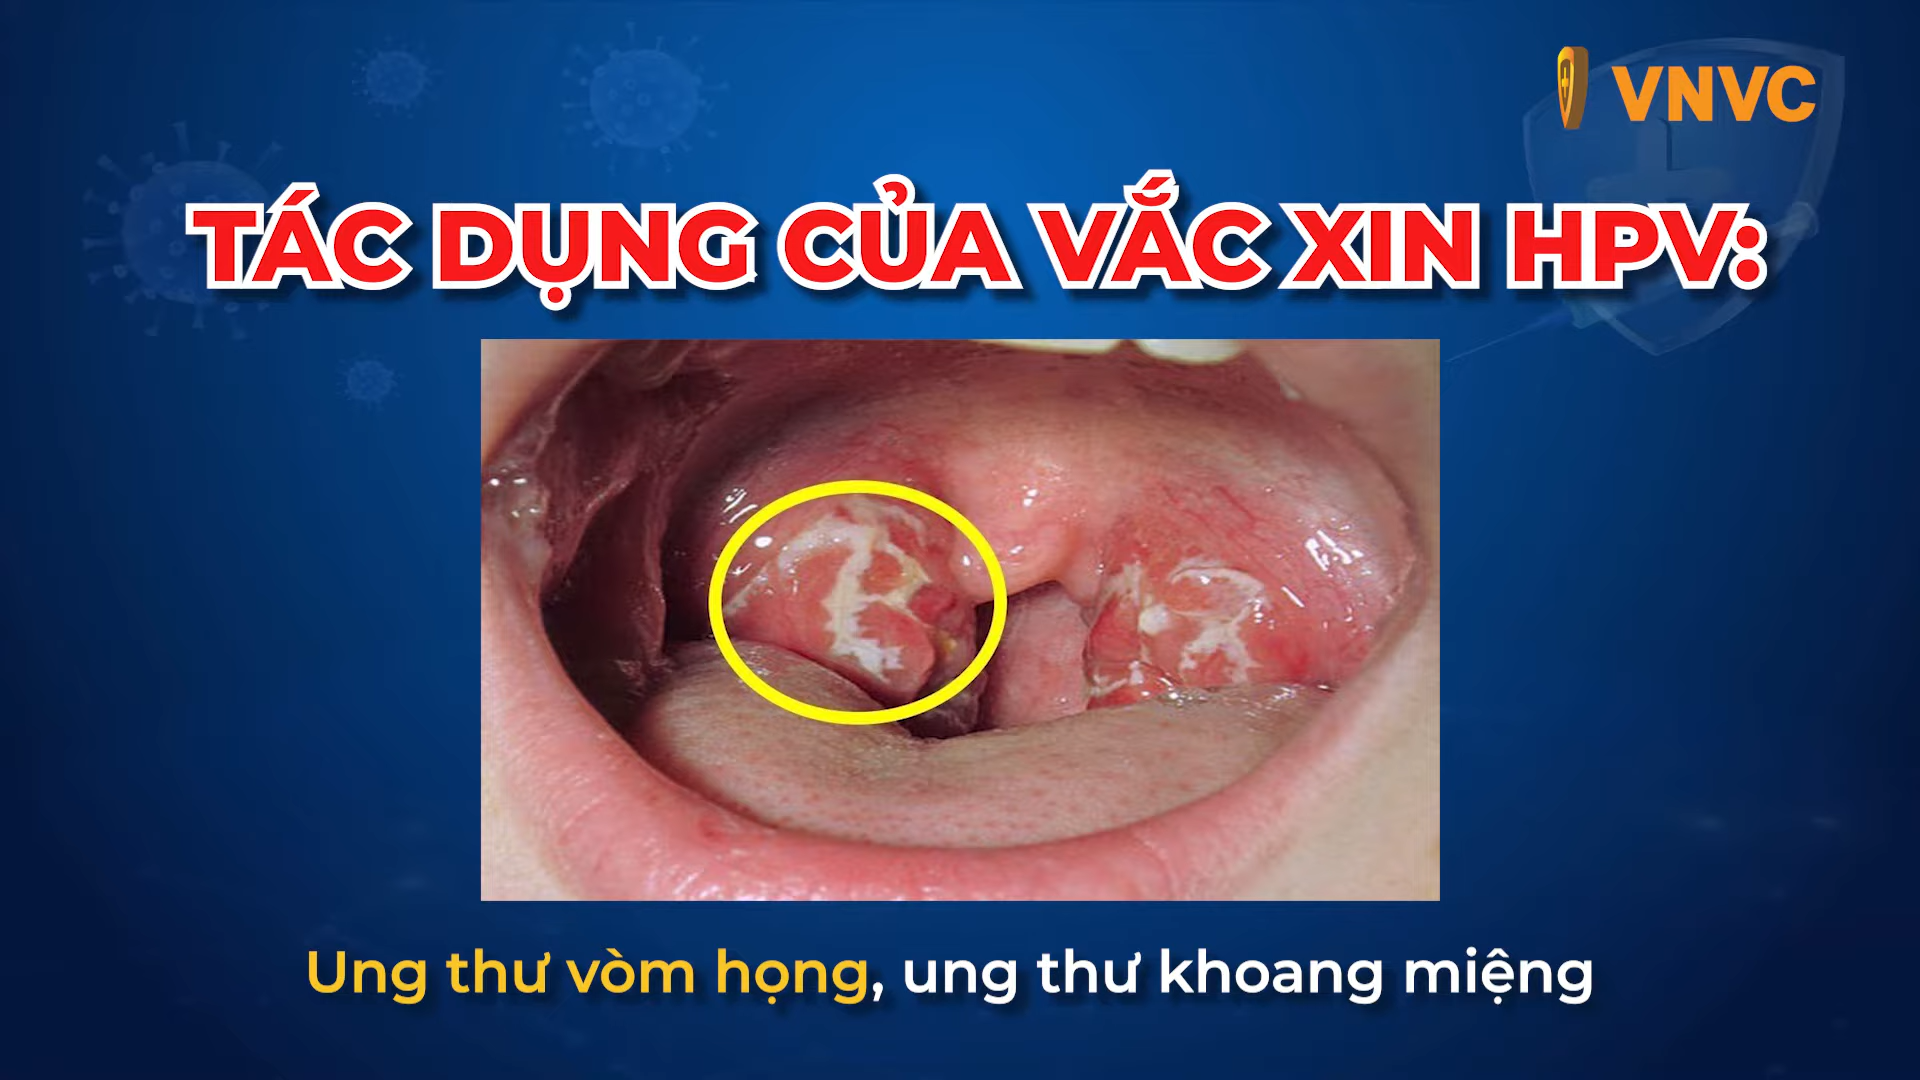 VNVC
TÁC DỤNG CỦA VẮC XIN HPV:
Ung thư vòm họng, ung thư khoang miệng